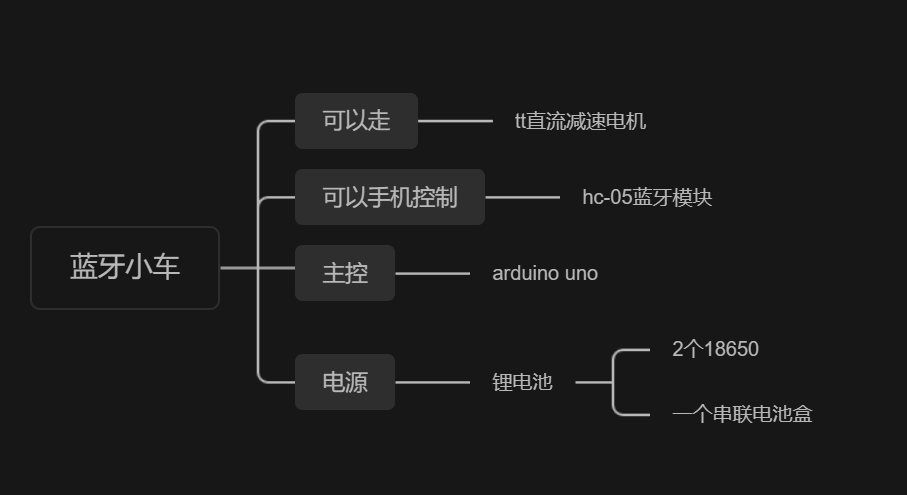 蓝牙小车
可以走
tt直流减速电机
可以手机控制
hc-05蓝牙模块
主控
arduino uno
电源
锂电池
2个18650
一个串联电池盒